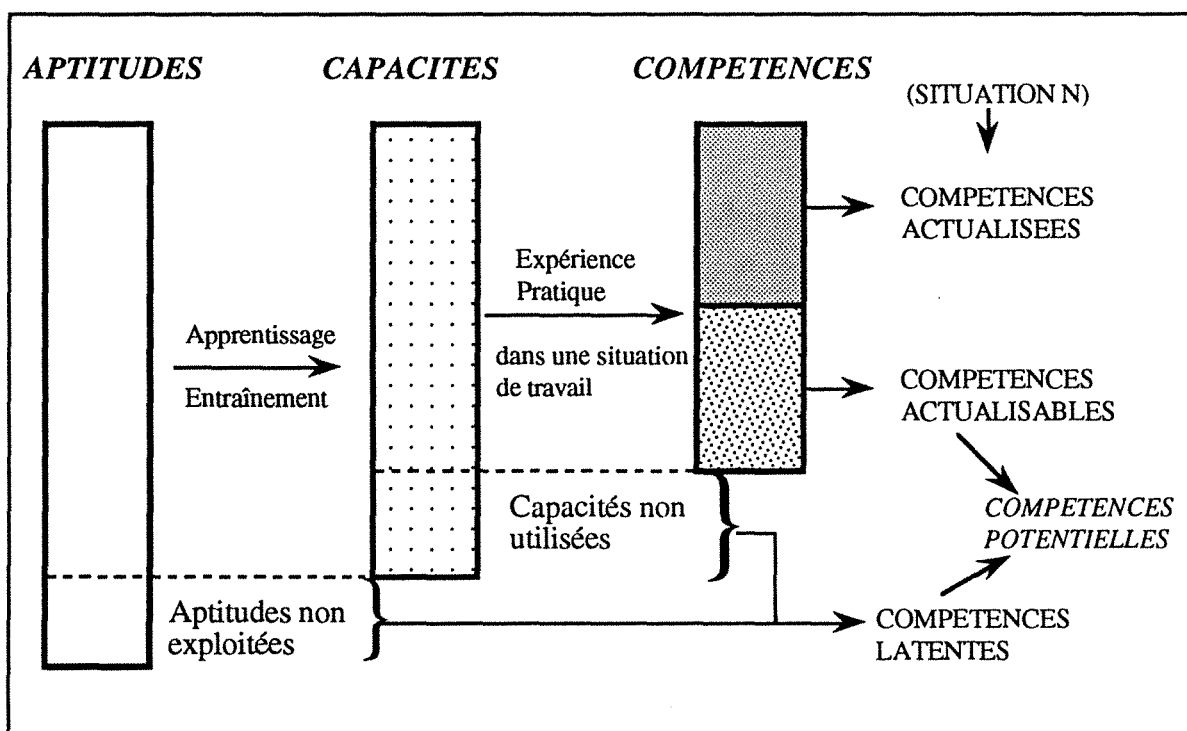 APTITUDES
CAPACITES
COMPETENCES
(SITUATION N)
COMPETENCES
ACTUALISEES
Expérience
Pratique
dans une situation
de travail
Apprentissage
Entraînement
COMPETENCES
ACTUALISABLES
Capacités non
utilisées
COMPETENCES
POTENTIELLES
Aptitudes non
exploitées
COMPETENCES
LATENTES